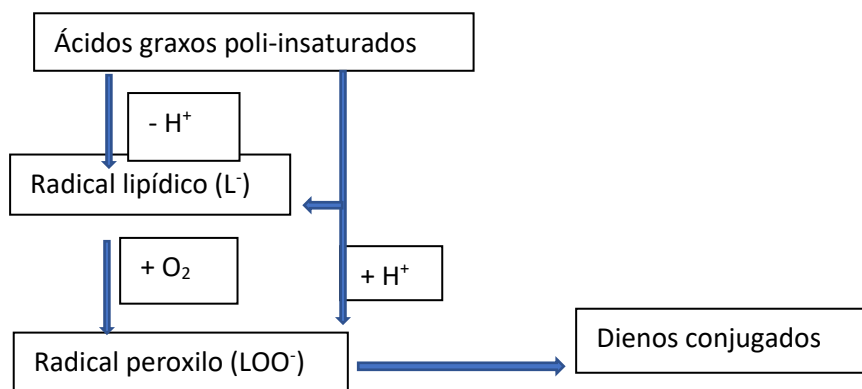 Ácidos graxos poli-insaturados
- H⁺
Radical lipídico (L⁻)
+ O₂
+ H⁺
Dienos conjugados
Radical peroxilo (LOO⁻)